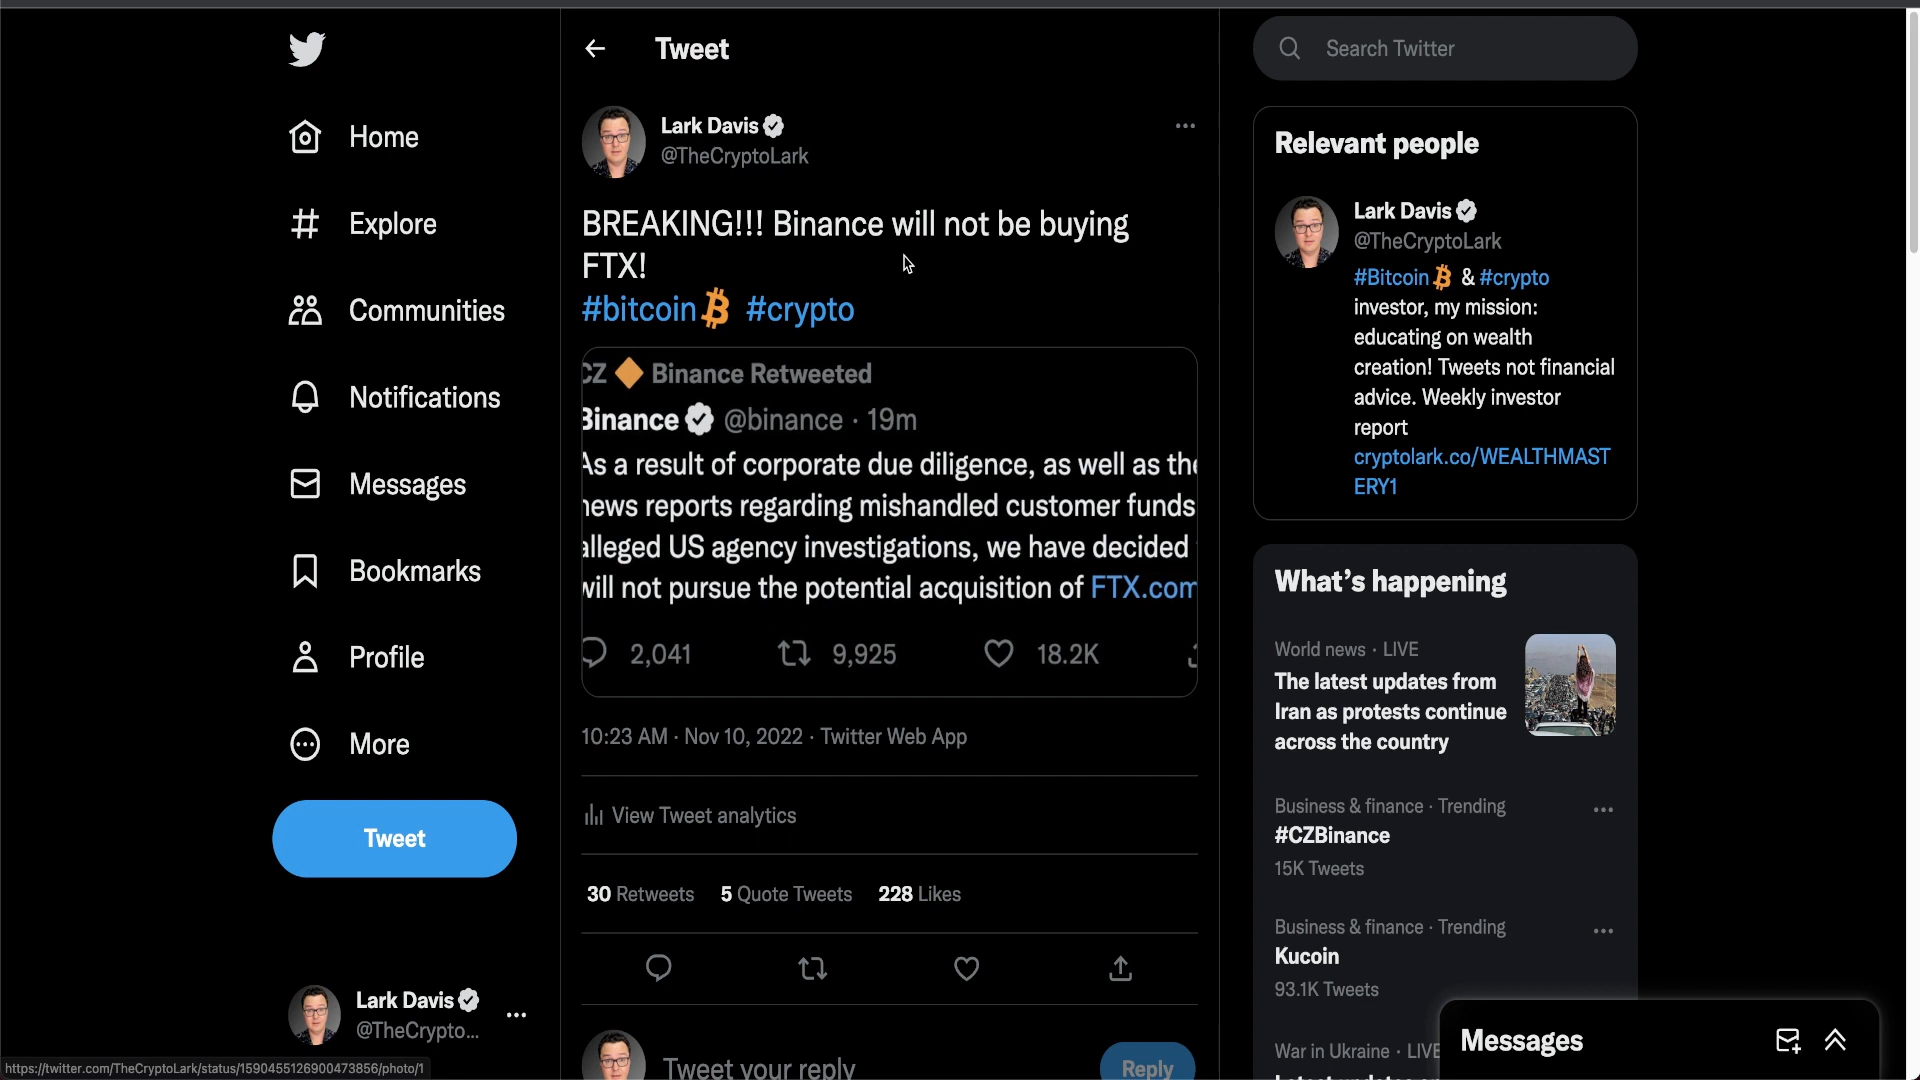 Home
Explore
Communities
Notifications
Messages
Bookmarks
Profile
More
Tweet
Lark Davis
@TheCrypto...
https://twitter.com/TheCryptoLark/status/1590455126900473856/photo/1
Tweet
Lark Davis
@TheCryptoLark
BREAKING!!! Binance will not be buying
FTX!
#bitcoin #crypto
CZ 🔶 Binance Retweeted
Binance @binance · 19m
As a result of corporate due diligence, as well as the
news reports regarding mishandled customer funds
alleged US agency investigations, we have decided
will not pursue the potential acquisition of FTX.com
2,041 9,925 18.2K
10:23 AM · Nov 10, 2022 · Twitter Web App
View Tweet analytics
30 Retweets 5 Quote Tweets 228 Likes
Tweet your reply
Reply
Search Twitter
Relevant people
Lark Davis
@TheCryptoLark
#Bitcoin & #crypto
investor, my mission:
educating on wealth
creation! Tweets not financial
advice. Weekly investor
report
cryptolark.co/WEALTHMAST
ERY1
What's happening
World news · LIVE
The latest updates from
Iran as protests continue
across the country
Business & finance · Trending
#CZBinance
15K Tweets
Business & finance · Trending
Kucoin
93.1K Tweets
War in Ukraine · LIVE
Messages